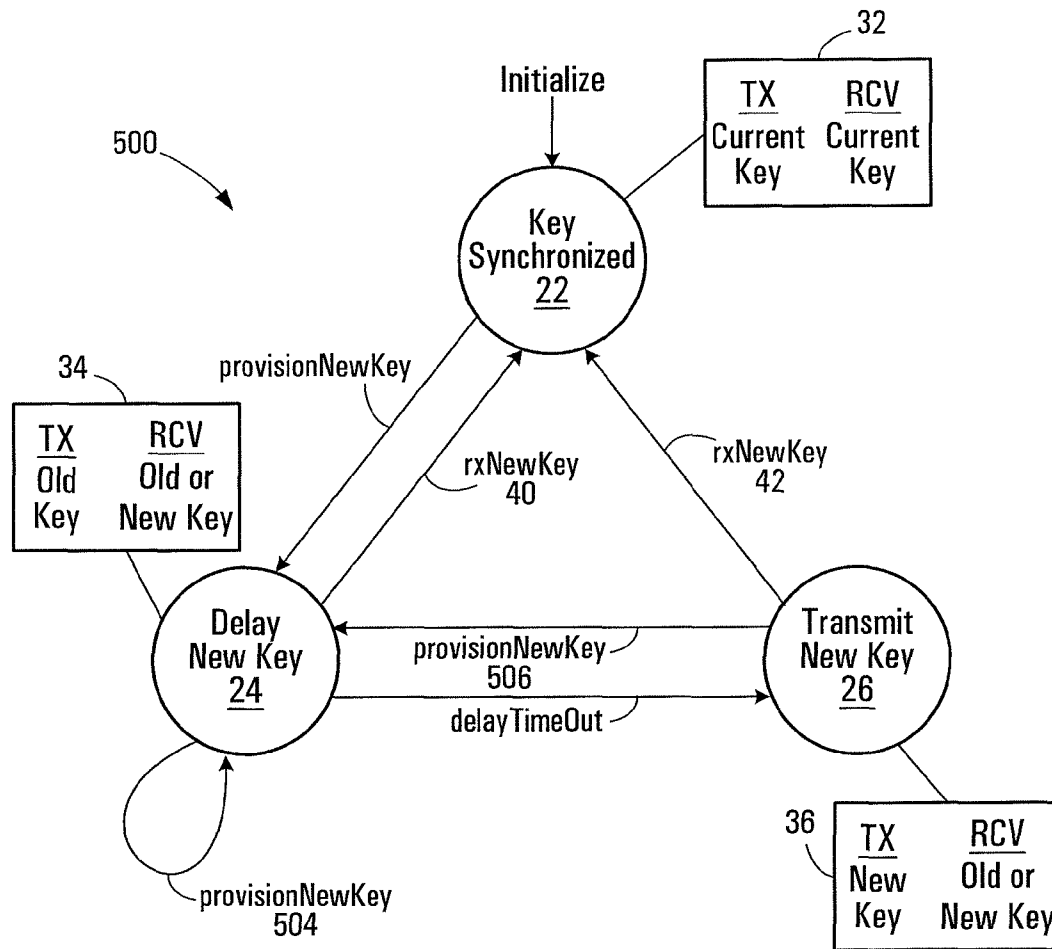 32
Initialize
TX RCV
Current Current
Key Key
500
Key
Synchronized
22
34
provisionNewKey
TX RCV
Old Old or
Key New Key
rxNewKey
40
rxNewKey
42
Delay
New Key
24
provisionNewKey
506
delayTimeOut
Transmit
New Key
26
36
TX RCV
New Old or
Key New Key
provisionNewKey
504